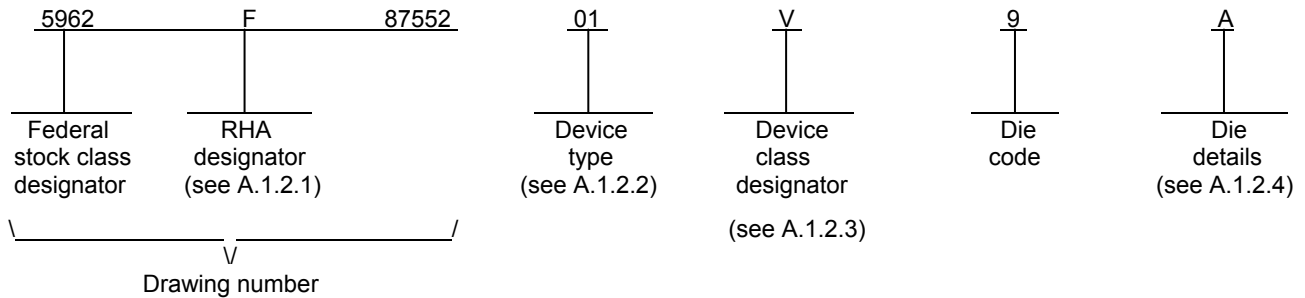 5962 F 87552 01 V 9 A
Federal RHA Device Device Die Die
stock class designator type class code details
designator (see A.1.2.1) (see A.1.2.2) designator (see A.1.2.4)
(see A.1.2.3)
Drawing number